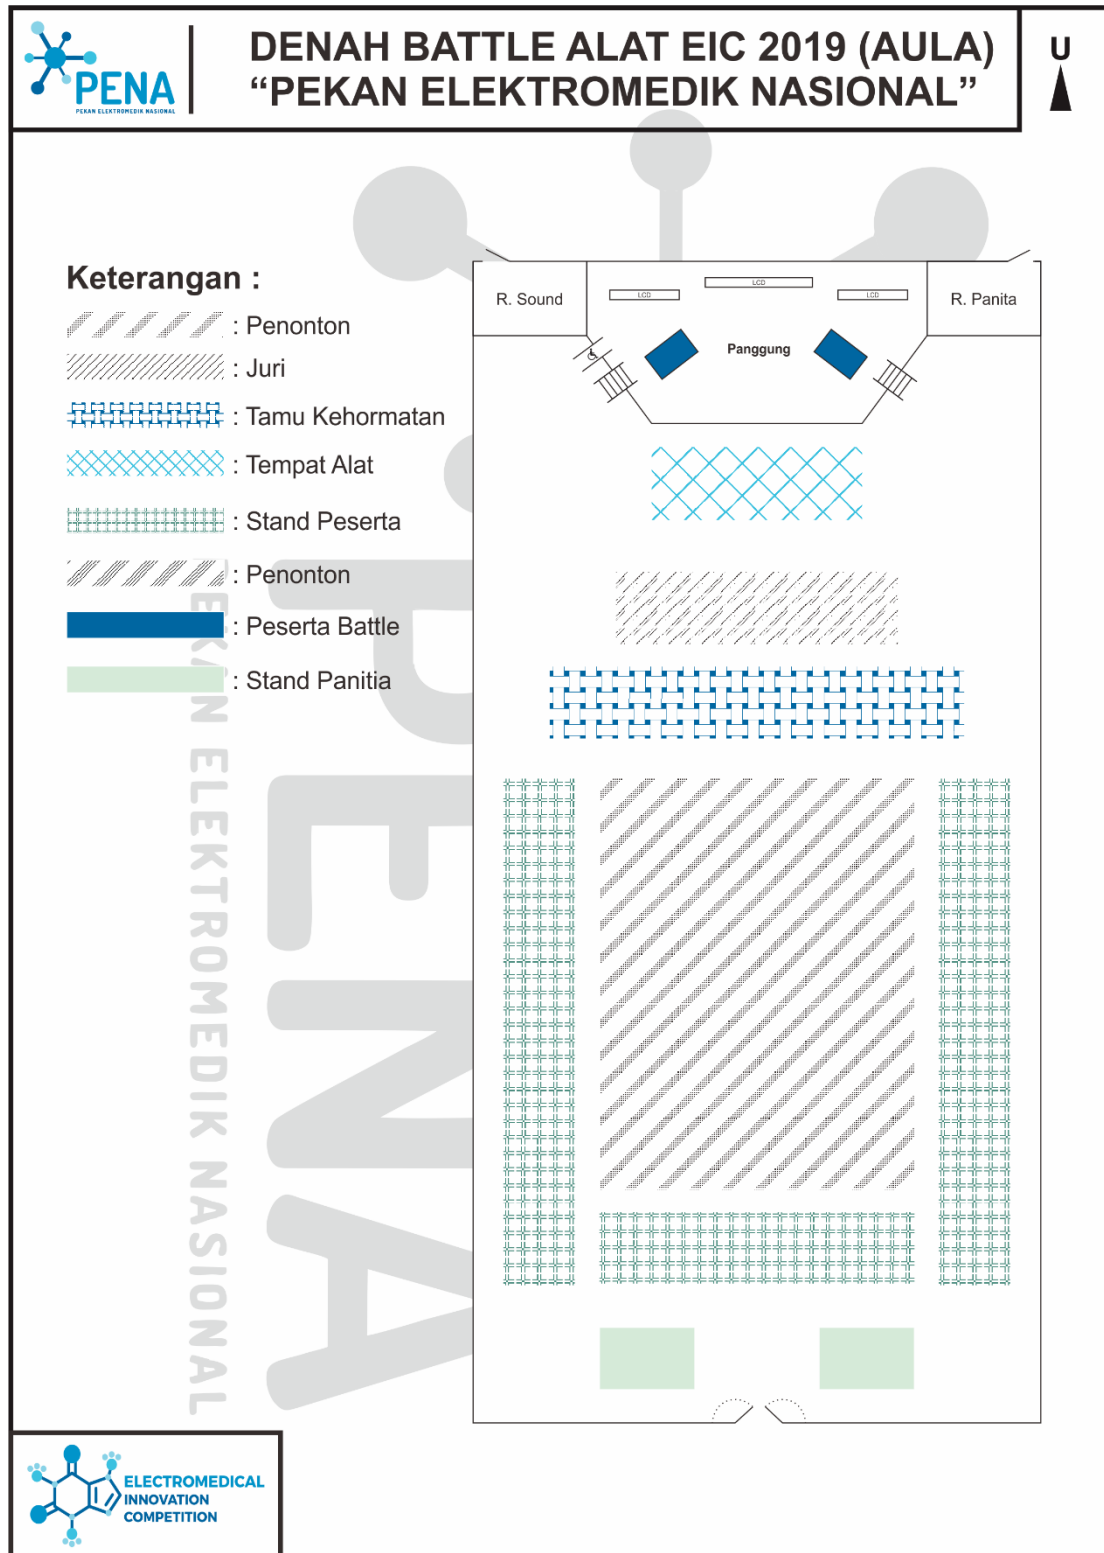 PENA
PEKAN ELEKTROMEDIK NASIONAL
DENAH BATTLE ALAT EIC 2019 (AULA)
“PEKAN ELEKTROMEDIK NASIONAL”
U
Keterangan :
: Penonton
: Juri
: Tamu Kehormatan
: Tempat Alat
: Stand Peserta
: Penonton
: Peserta Battle
: Stand Panitia
R. Sound
LCD
LCD
LCD
R. Panita
Panggung
PENA
PEKAN ELEKTROMEDIK NASIONAL
ELECTROMEDICAL
INNOVATION
COMPETITION